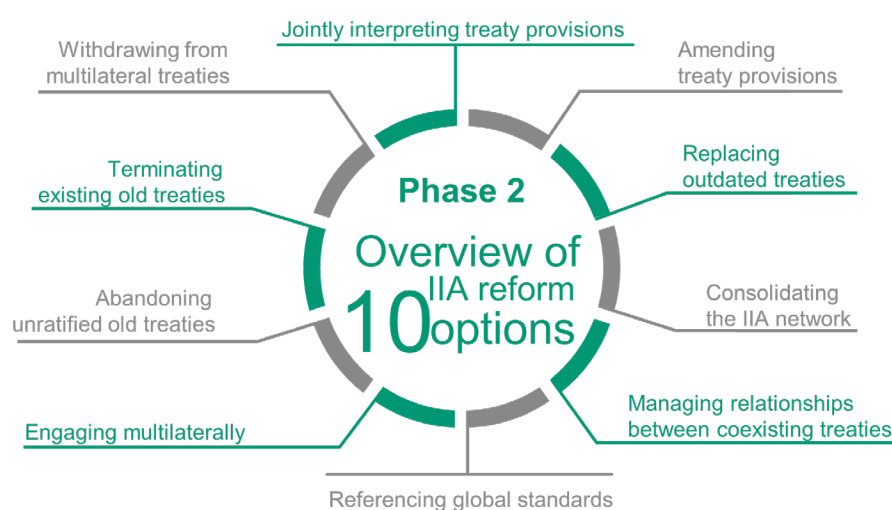 Jointly interpreting treaty provisions
Withdrawing from
multilateral treaties
Amending
treaty provisions
Terminating
existing old treaties
Replacing
outdated treaties
Phase 2
Overview of
10 IIA reform
options
Abandoning
unratified old treaties
Consolidating
the IIA network
Engaging multilaterally
Managing relationships
between coexisting treaties
Referencing global standards